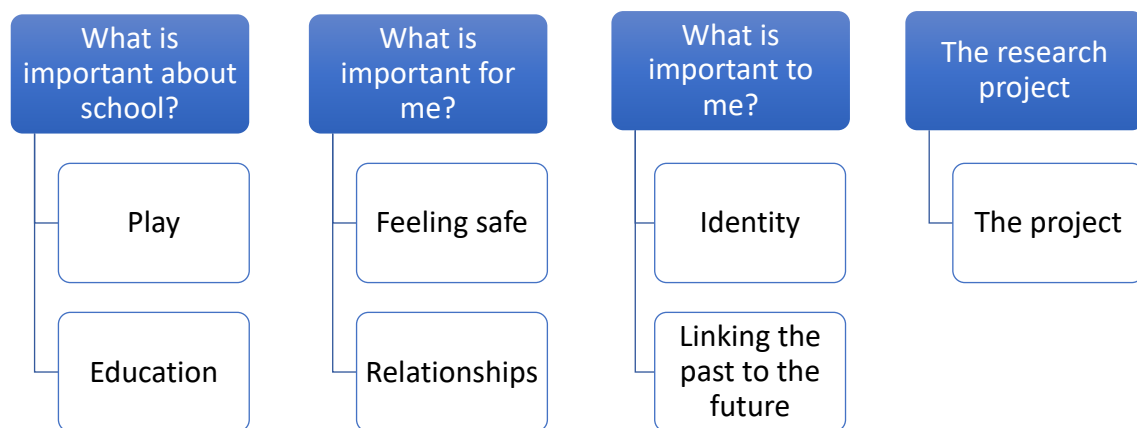 What is
important about
school?
Play
Education
What is
important for
me?
Feeling safe
Relationships
What is
important to
me?
Identity
Linking the
past to the
future
The research
project
The project